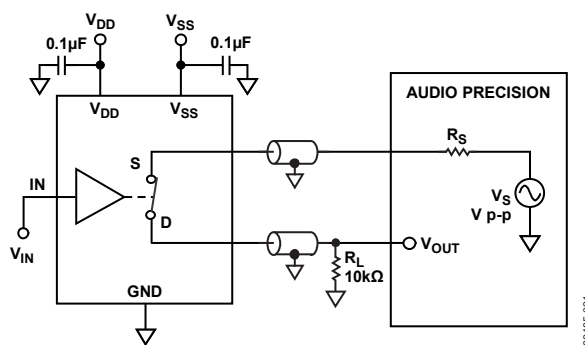 VDD
VSS
0.1µF
0.1µF
VDD
VSS
AUDIO PRECISION
RS
S
IN
VS
V p-p
D
VIN
VOUT
RL
10kΩ
GND